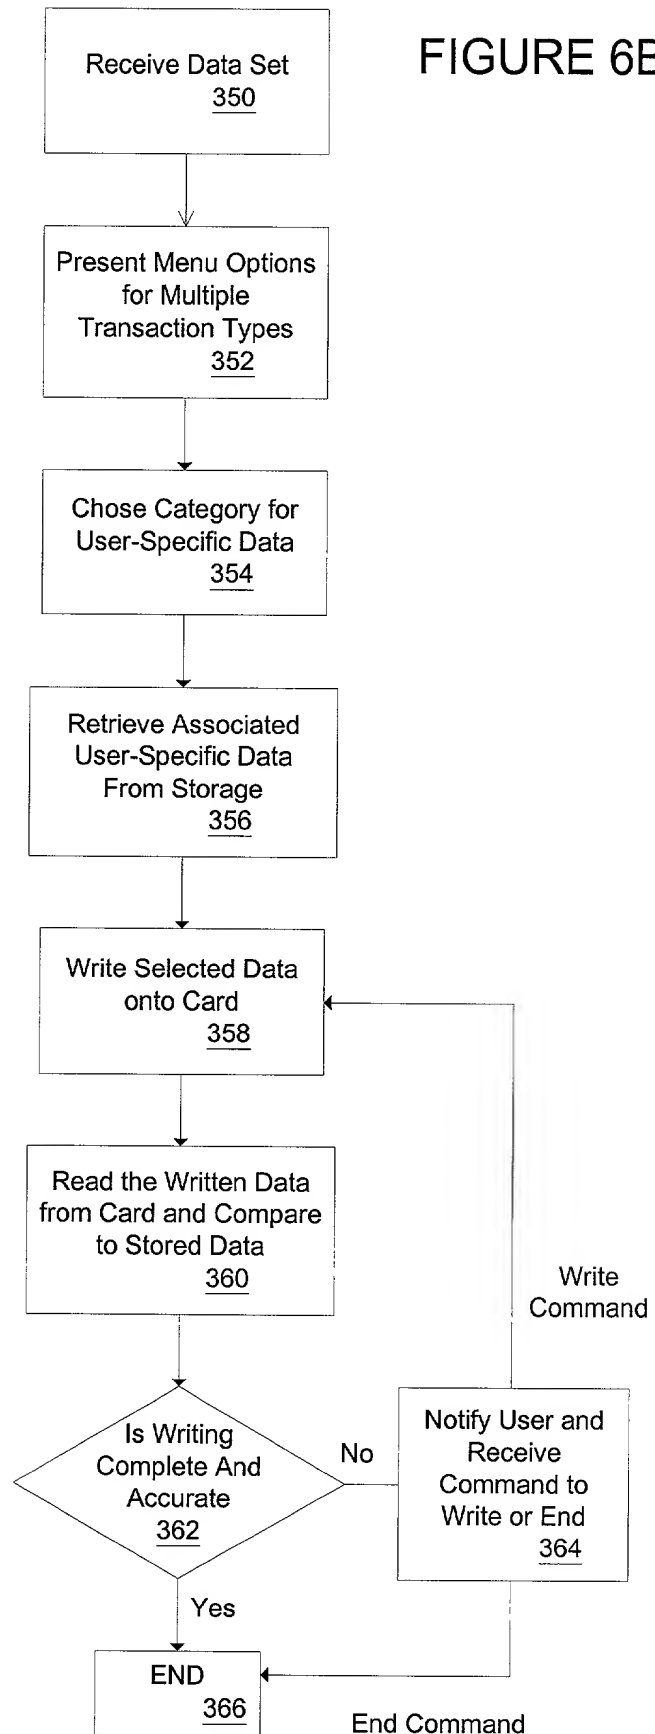 FIGURE 6B
Receive Data Set
350
Present Menu Options
for Multiple
Transaction Types
352
Chose Category for
User-Specific Data
354
Retrieve Associated
User-Specific Data
From Storage
356
Write Selected Data
onto Card
358
Read the Written Data
from Card and Compare
to Stored Data
360
Write
Command
Is Writing
Complete And
Accurate
362
No
Notify User and
Receive
Command to
Write or End
364
Yes
END
366
End Command